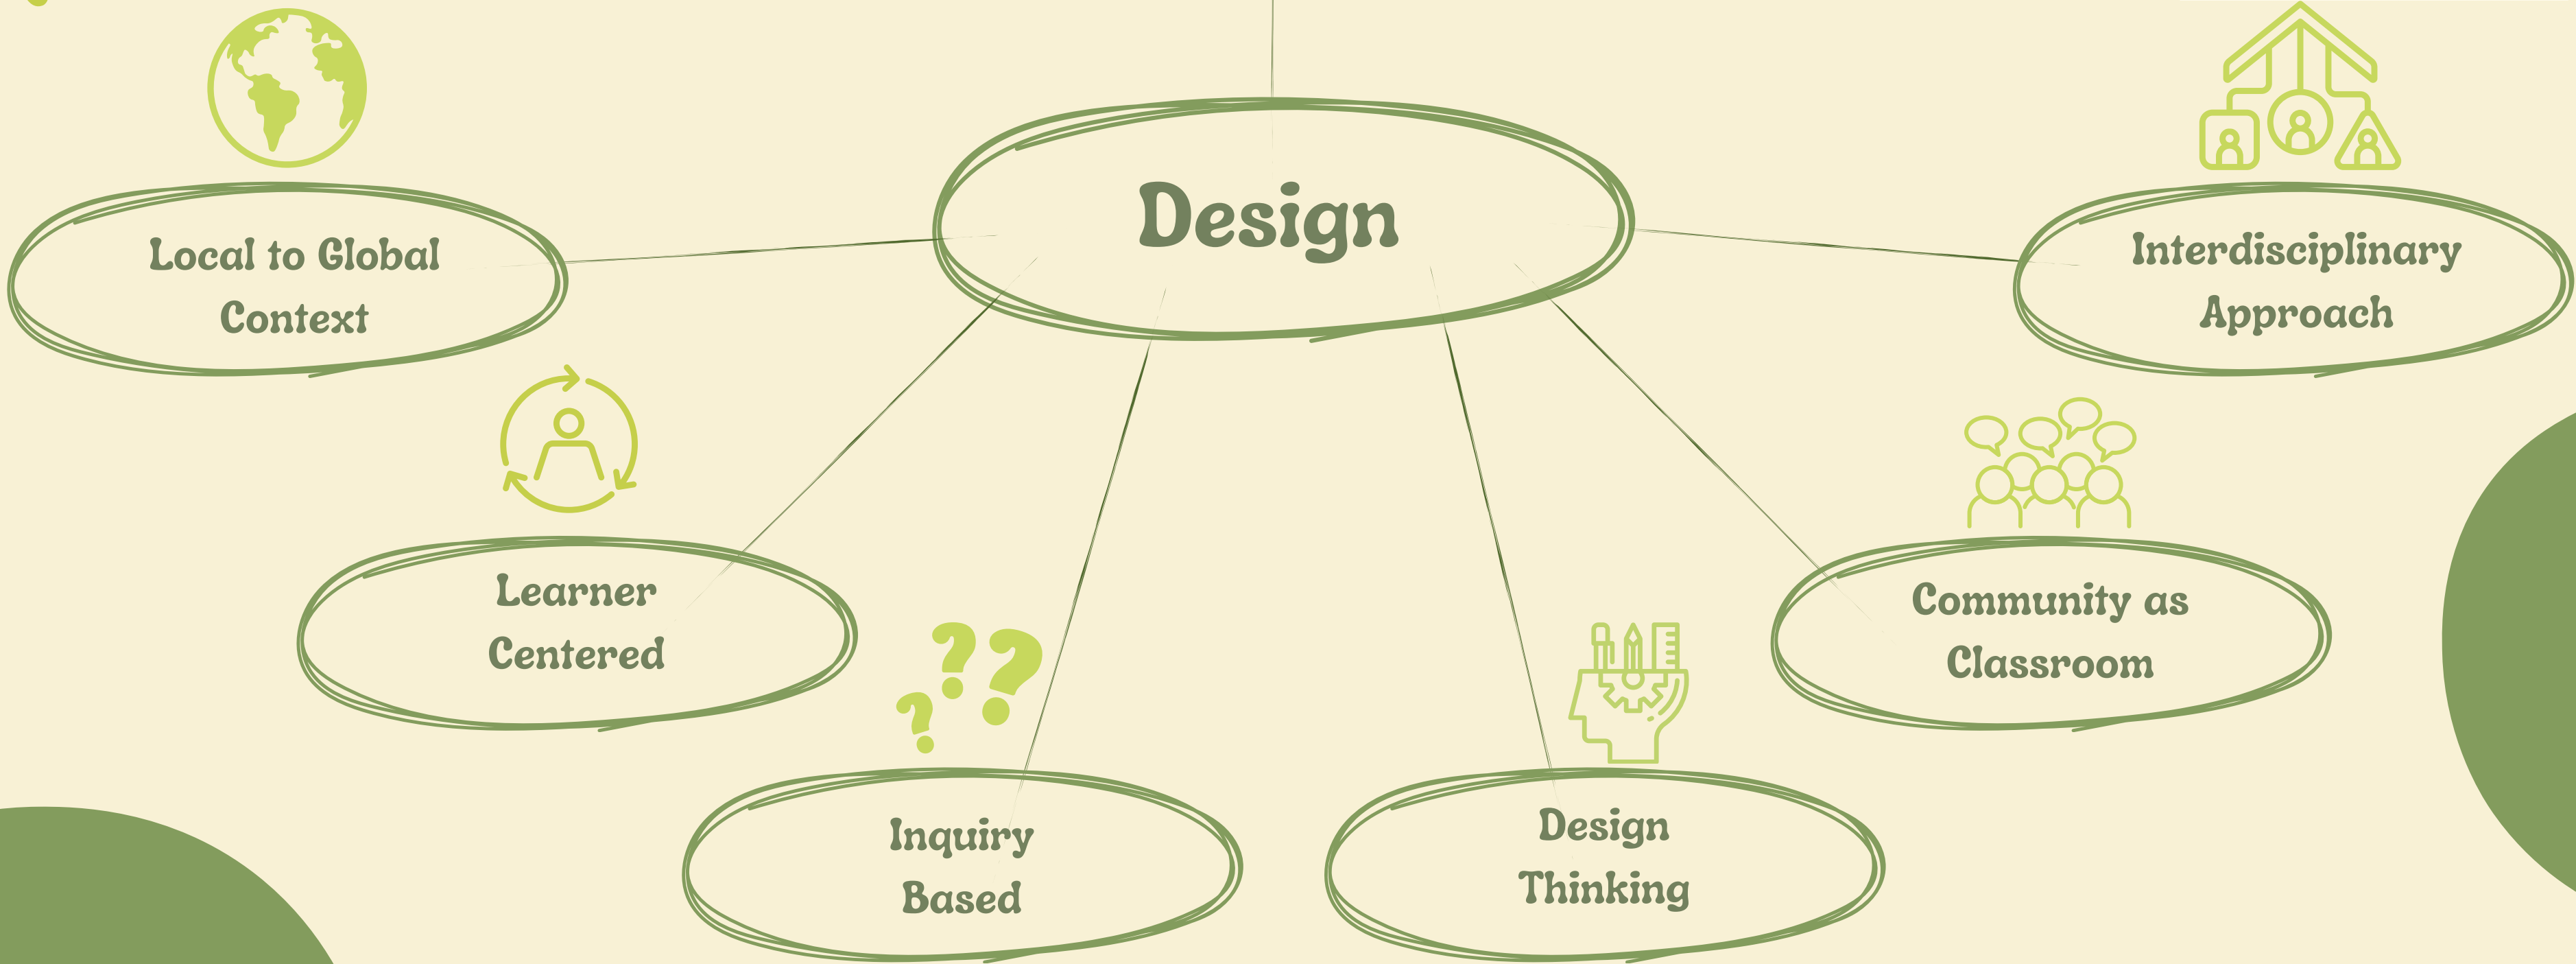 Design
Local to Global
Context
Interdisciplinary
Approach
Learner
Centered
Community as
Classroom
Inquiry
Based
Design
Thinking